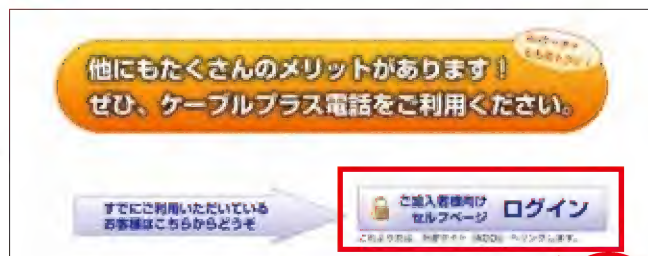 他にもたくさんのメリットがあります！
ぜひ、ケーブルプラス電話をご利用ください。
すでにご利用いただいている
お客様はこちらからどうぞ
ご加入者様向け
セルフページ
ログイン